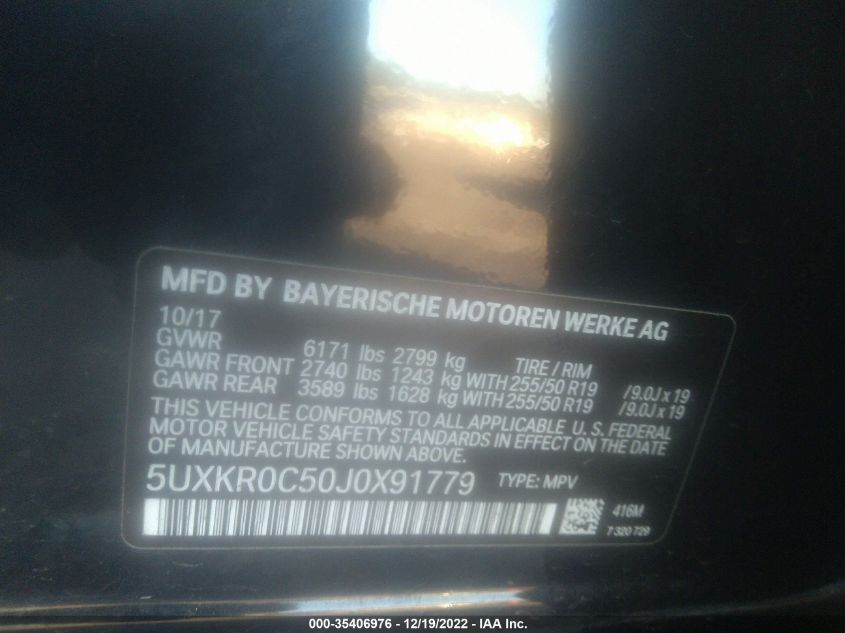 MFD BY BAYERISCHE MOTOREN WERKE AG
10/17
GVWR 6171 lbs 2799 kg TIRE / RIM
GAWR FRONT 2740 lbs 1243 kg WITH 255/50 R19 /9.0J x 19
GAWR REAR 3589 lbs 1628 kg WITH 255/50 R19 /9.0J x 19
THIS VEHICLE CONFORMS TO ALL APPLICABLE U.S. FEDERAL
MOTOR VEHICLE SAFETY STANDARDS IN EFFECT ON THE DATE
OF MANUFACTURE SHOWN ABOVE.
5UXKR0C50J0X91779 TYPE: MPV
416M
7 320 729
000-35406976 - 12/19/2022 - IAA Inc.